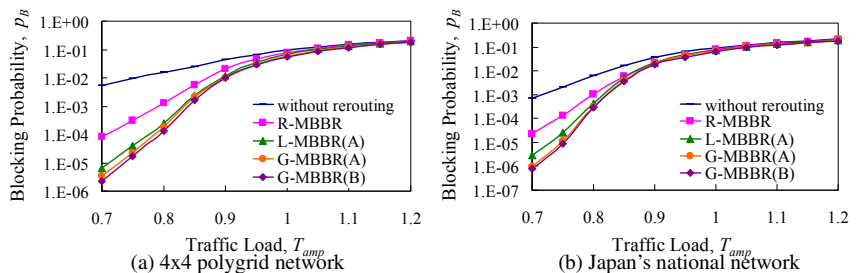 Blocking Probability, p_B
1.E+00
1.E-01
1.E-02
1.E-03
1.E-04
1.E-05
1.E-06
without rerouting
R-MBBR
L-MBBR(A)
G-MBBR(A)
G-MBBR(B)
0.7 0.8 0.9 1 1.1 1.2
Traffic Load, T_amp
(a) 4x4 polygrid network
Blocking Probability, p_B
1.E+00
1.E-01
1.E-02
1.E-03
1.E-04
1.E-05
1.E-06
1.E-07
without rerouting
R-MBBR
L-MBBR(A)
G-MBBR(A)
G-MBBR(B)
0.7 0.8 0.9 1 1.1 1.2
Traffic Load, T_amp
(b) Japan's national network